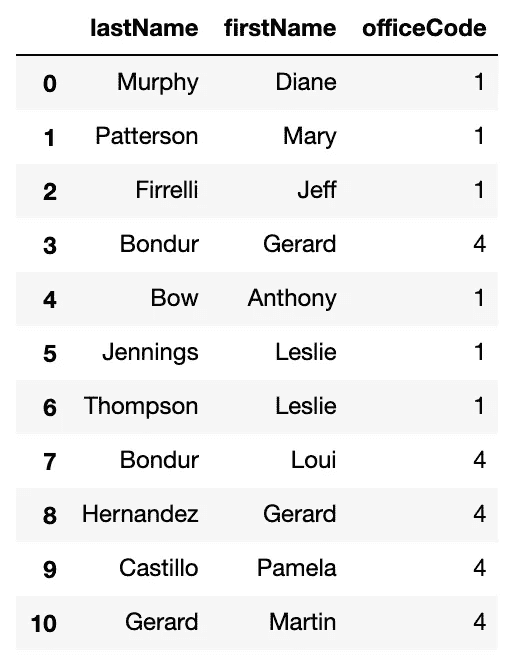 lastName firstName officeCode
0 Murphy Diane 1
1 Patterson Mary 1
2 Firrelli Jeff 1
3 Bondur Gerard 4
4 Bow Anthony 1
5 Jennings Leslie 1
6 Thompson Leslie 1
7 Bondur Loui 4
8 Hernandez Gerard 4
9 Castillo Pamela 4
10 Gerard Martin 4